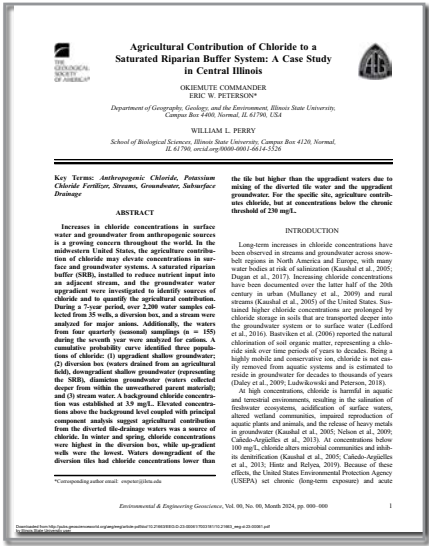 THE
GEOLOGICAL
SOCIETY
OF AMERICA®
Agricultural Contribution of Chloride to a
Saturated Riparian Buffer System: A Case Study
in Central Illinois
OKIEMUTE COMMANDER
ERIC W. PETERSON*
Department of Geography, Geology, and the Environment, Illinois State University,
Campus Box 4400, Normal, IL 61790, USA
WILLIAM L. PERRY
School of Biological Sciences, Illinois State University, Campus Box 4120, Normal,
IL 61790, orcid.org/0000-0001-6614-5526
Key Terms: Anthropogenic Chloride, Potassium
Chloride Fertilizer, Streams, Groundwater, Subsurface
Drainage
ABSTRACT
Increases in chloride concentrations in surface
water and groundwater from anthropogenic sources
is a growing concern throughout the world. In the
midwestern United States, the agriculture contribu-
tion of chloride may elevate concentrations in sur-
face and groundwater systems. A saturated riparian
buffer (SRB), installed to reduce nutrient input into
an adjacent stream, and the groundwater water
upgradient were investigated to identify sources of
chloride and to quantify the agricultural contribution.
During a 7-year period, over 2,200 water samples col-
lected from 35 wells, a diversion box, and a stream were
analyzed for major anions. Additionally, the waters
from four quarterly (seasonal) samplings (n = 155)
during the seventh year were analyzed for cations. A
cumulative probability curve identified three popula-
tions of chloride: (1) upgradient shallow groundwater;
(2) diversion box (waters drained from an agricultural
field), downgradient shallow groundwater (representing
the SRB), diamicton groundwater (waters collected
deeper from within the unweathered parent material);
and (3) stream water. A background chloride concentra-
tion was established at 3.9 mg/L. Elevated concentra-
tions above the background level coupled with principal
component analysis suggest agricultural contribution
from the diverted tile-drainage waters was a source of
chloride. In winter and spring, chloride concentrations
were highest in the diversion box, while up-gradient
wells were the lowest. Waters downgradient of the
diversion tiles had chloride concentrations lower than
*Corresponding author email: ewpeter@ilstu.edu
the tile but higher than the upgradient waters due to
mixing of the diverted tile water and the upgradient
groundwater. For the specific site, agriculture contrib-
utes chloride, but at concentrations below the chronic
threshold of 230 mg/L.
INTRODUCTION
Long-term increases in chloride concentrations have
been observed in streams and groundwater across snow-
belt regions in North America and Europe, with many
water bodies at risk of salinization (Kaushal et al., 2005;
Dugan et al., 2017). Increasing chloride concentrations
have been documented over the latter half of the 20th
century in urban (Mullaney et al., 2009) and rural
streams (Kaushal et al., 2005) of the United States. Sus-
tained higher chloride concentrations are prolonged by
chloride storage in soils that are transported deeper into
the groundwater system or to surface water (Ledford
et al., 2016). Bastviken et al. (2006) reported the natural
chlorination of soil organic matter, representing a chlo-
ride sink over time periods of years to decades. Being a
highly mobile and conservative ion, chloride is not eas-
ily removed from aquatic systems and is estimated to
reside in groundwater for decades to thousands of years
(Daley et al., 2009; Ludwikowski and Peterson, 2018).
At high concentrations, chloride is harmful in aquatic
and terrestrial environments, resulting in the salination of
freshwater ecosystems, acidification of surface waters,
altered wetland communities, impaired reproduction of
aquatic plants and animals, and the release of heavy metals
in groundwater (Kaushal et al., 2005; Nelson et al., 2009;
Cañedo-Argüelles et al., 2013). At concentrations below
100 mg/L, chloride alters microbial communities and inhib-
its denitrification (Kaushal et al., 2005; Cañedo-Argüelles
et al., 2013; Hintz and Relyea, 2019). Because of these
effects, the United States Environmental Protection Agency
(USEPA) set chronic (long-term exposure) and acute
Environmental & Engineering Geoscience, Vol. 00, No. 00, Month 2024, pp. 000–000
1
by Illinois State University user